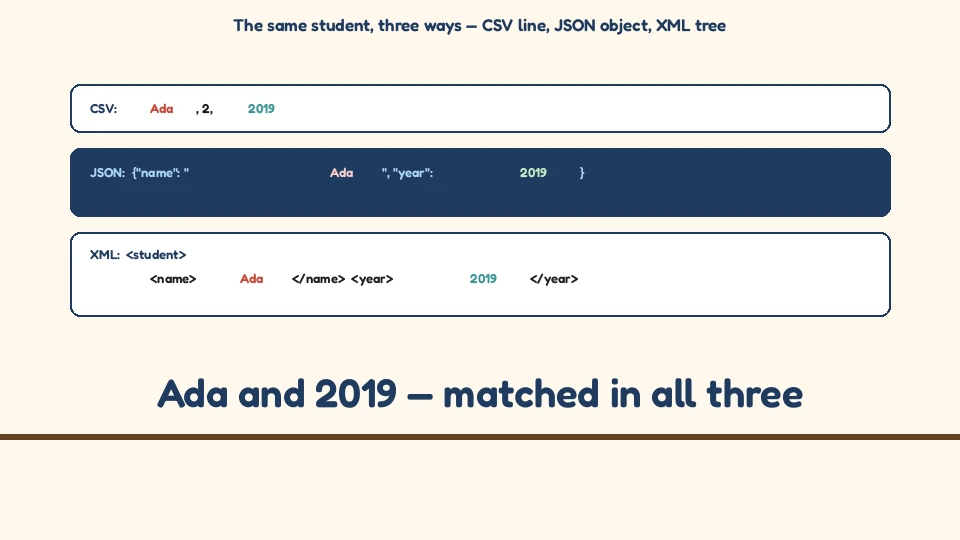 The same student, three ways — CSV line, JSON object, XML tree
CSV: Ada , 2, 2019
JSON: {"name": " Ada ", "year": 2019 }
XML: <student>
<name> Ada </name> <year> 2019 </year>
Ada and 2019 — matched in all three